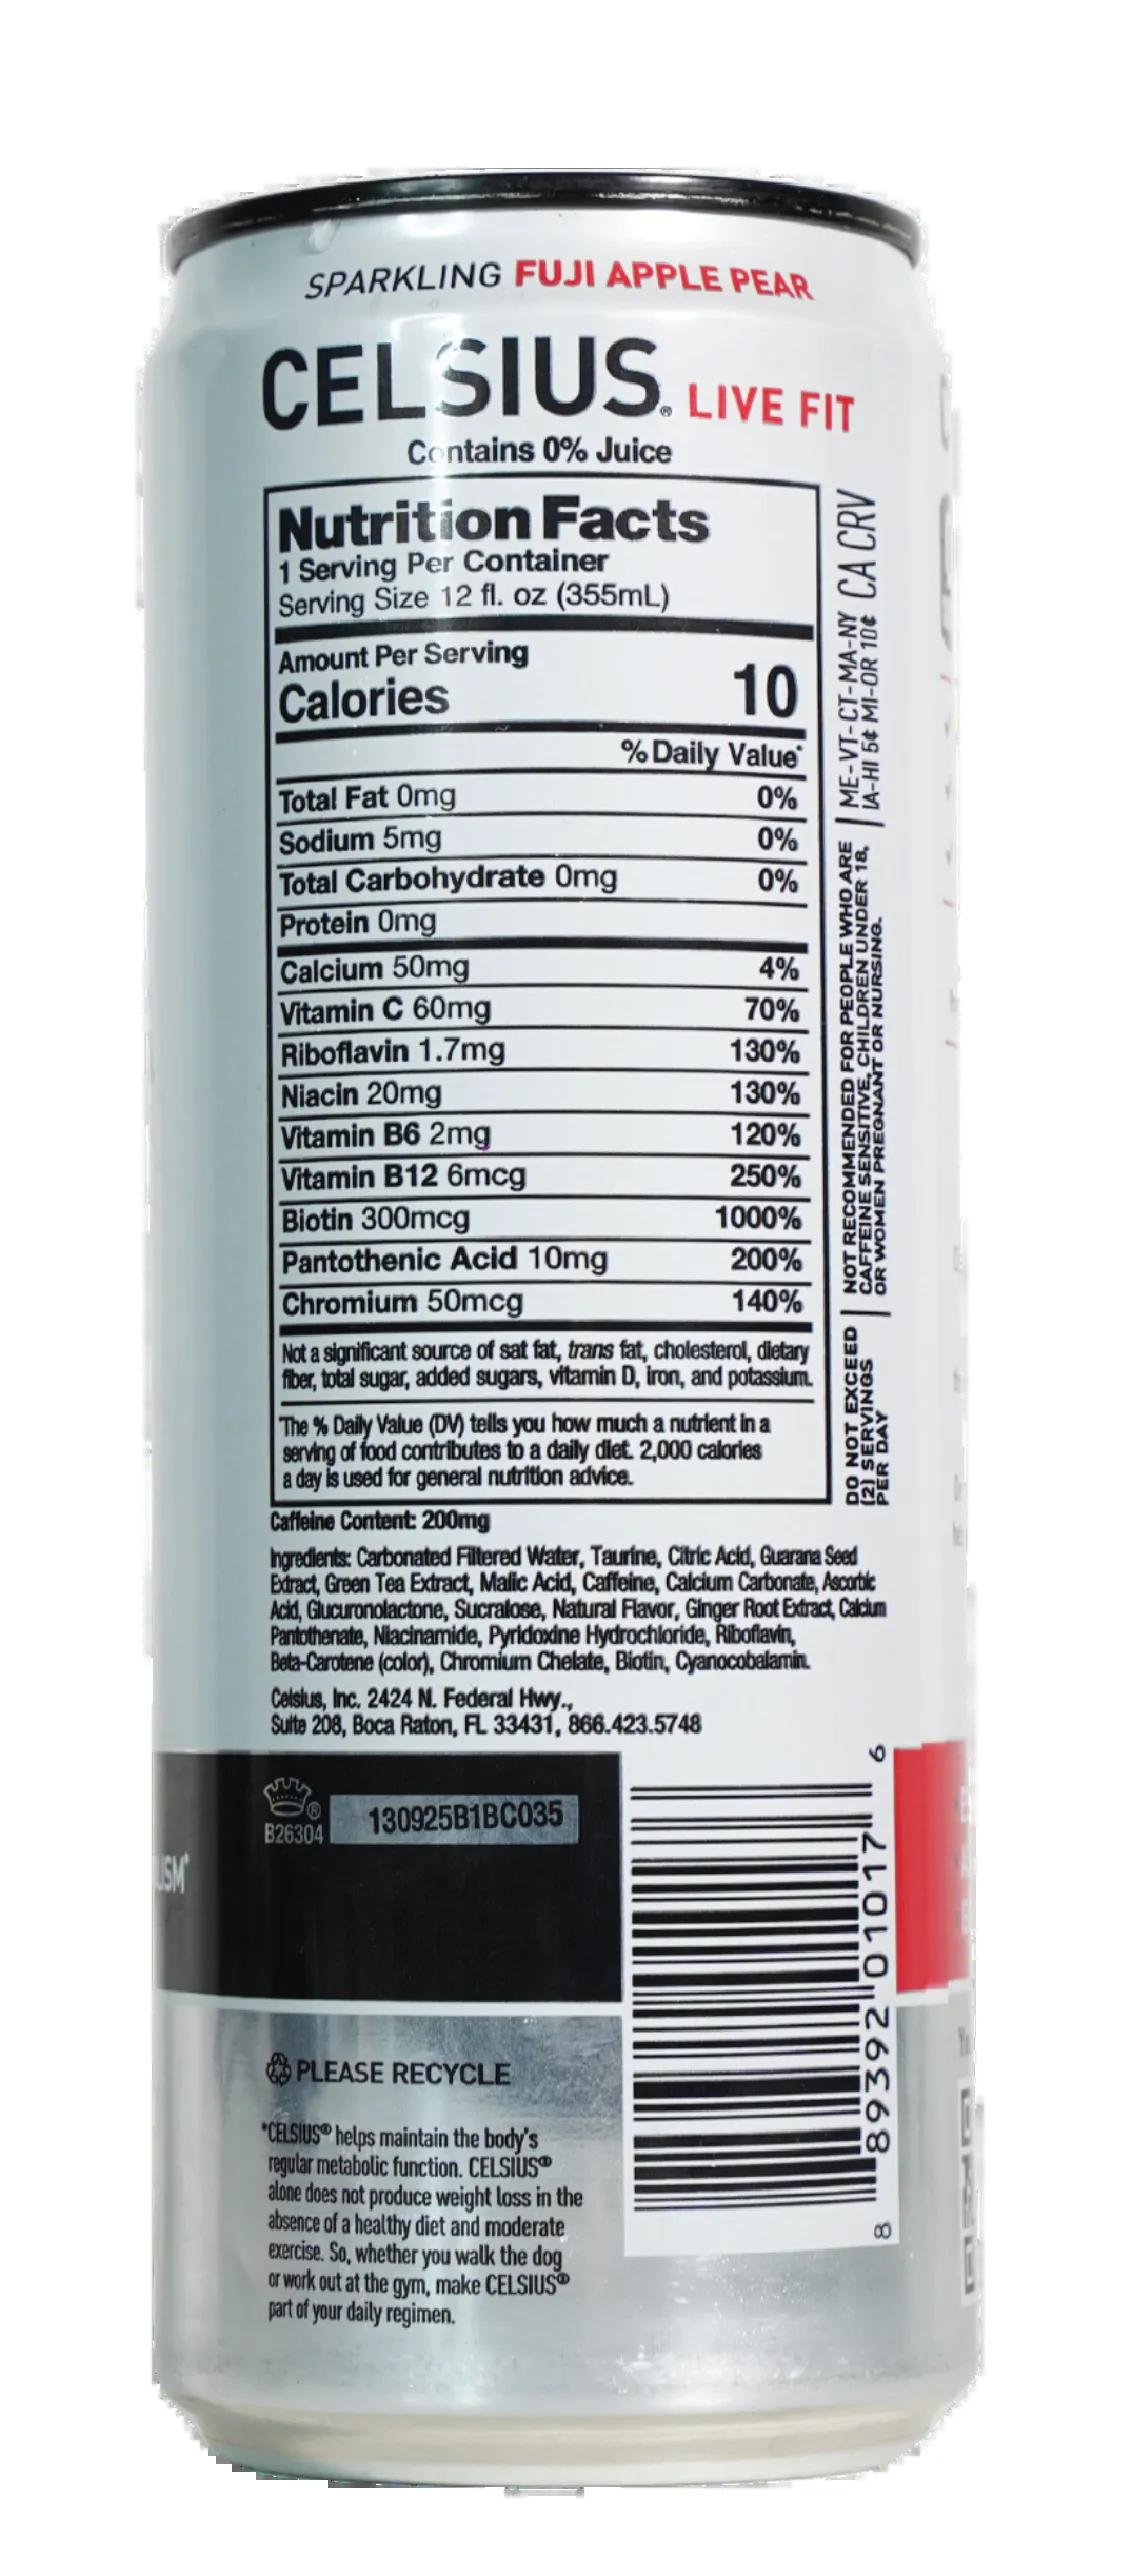 SPARKLING FUJI APPLE PEAR
CELSIUS® LIVE FIT
Contains 0% Juice
Nutrition Facts
1 Serving Per Container
Serving Size 12 fl. oz (355mL)
Amount Per Serving
Calories 10
% Daily Value*
Total Fat 0mg 0%
Sodium 5mg 0%
Total Carbohydrate 0mg 0%
Protein 0mg
Calcium 50mg 4%
Vitamin C 60mg 70%
Riboflavin 1.7mg 130%
Niacin 20mg 130%
Vitamin B6 2mg 120%
Vitamin B12 6mcg 250%
Biotin 300mcg 1000%
Pantothenic Acid 10mg 200%
Chromium 50mcg 140%
Not a significant source of sat fat, trans fat, cholesterol, dietary
fiber, total sugar, added sugars, vitamin D, iron, and potassium.
*The % Daily Value (DV) tells you how much a nutrient in a
serving of food contributes to a daily diet. 2,000 calories
a day is used for general nutrition advice.
ME-VT-CT-MA-NY CA CRV
IA-HI 5¢ MI-OR 10¢
NOT RECOMMENDED FOR PEOPLE WHO ARE
CAFFEINE SENSITIVE, CHILDREN UNDER 18,
OR WOMEN PREGNANT OR NURSING.
DO NOT EXCEED
(2) SERVINGS
PER DAY
Caffeine Content: 200mg
Ingredients: Carbonated Filtered Water, Taurine, Citric Acid, Guarana Seed
Extract, Green Tea Extract, Malic Acid, Caffeine, Calcium Carbonate, Ascorbic
Acid, Glucuronolactone, Sucralose, Natural Flavor, Ginger Root Extract, Calcium
Pantothenate, Niacinamide, Pyridoxine Hydrochloride, Riboflavin,
Beta-Carotene (color), Chromium Chelate, Biotin, Cyanocobalamin.
Celsius, Inc. 2424 N. Federal Hwy.,
Suite 208, Boca Raton, FL 33431, 866.423.5748
®
B26304 130925B1BC035
8 89392 01017 6
PLEASE RECYCLE
*CELSIUS® helps maintain the body's
regular metabolic function. CELSIUS®
alone does not produce weight loss in the
absence of a healthy diet and moderate
exercise. So, whether you walk the dog
or work out at the gym, make CELSIUS®
part of your daily regimen.